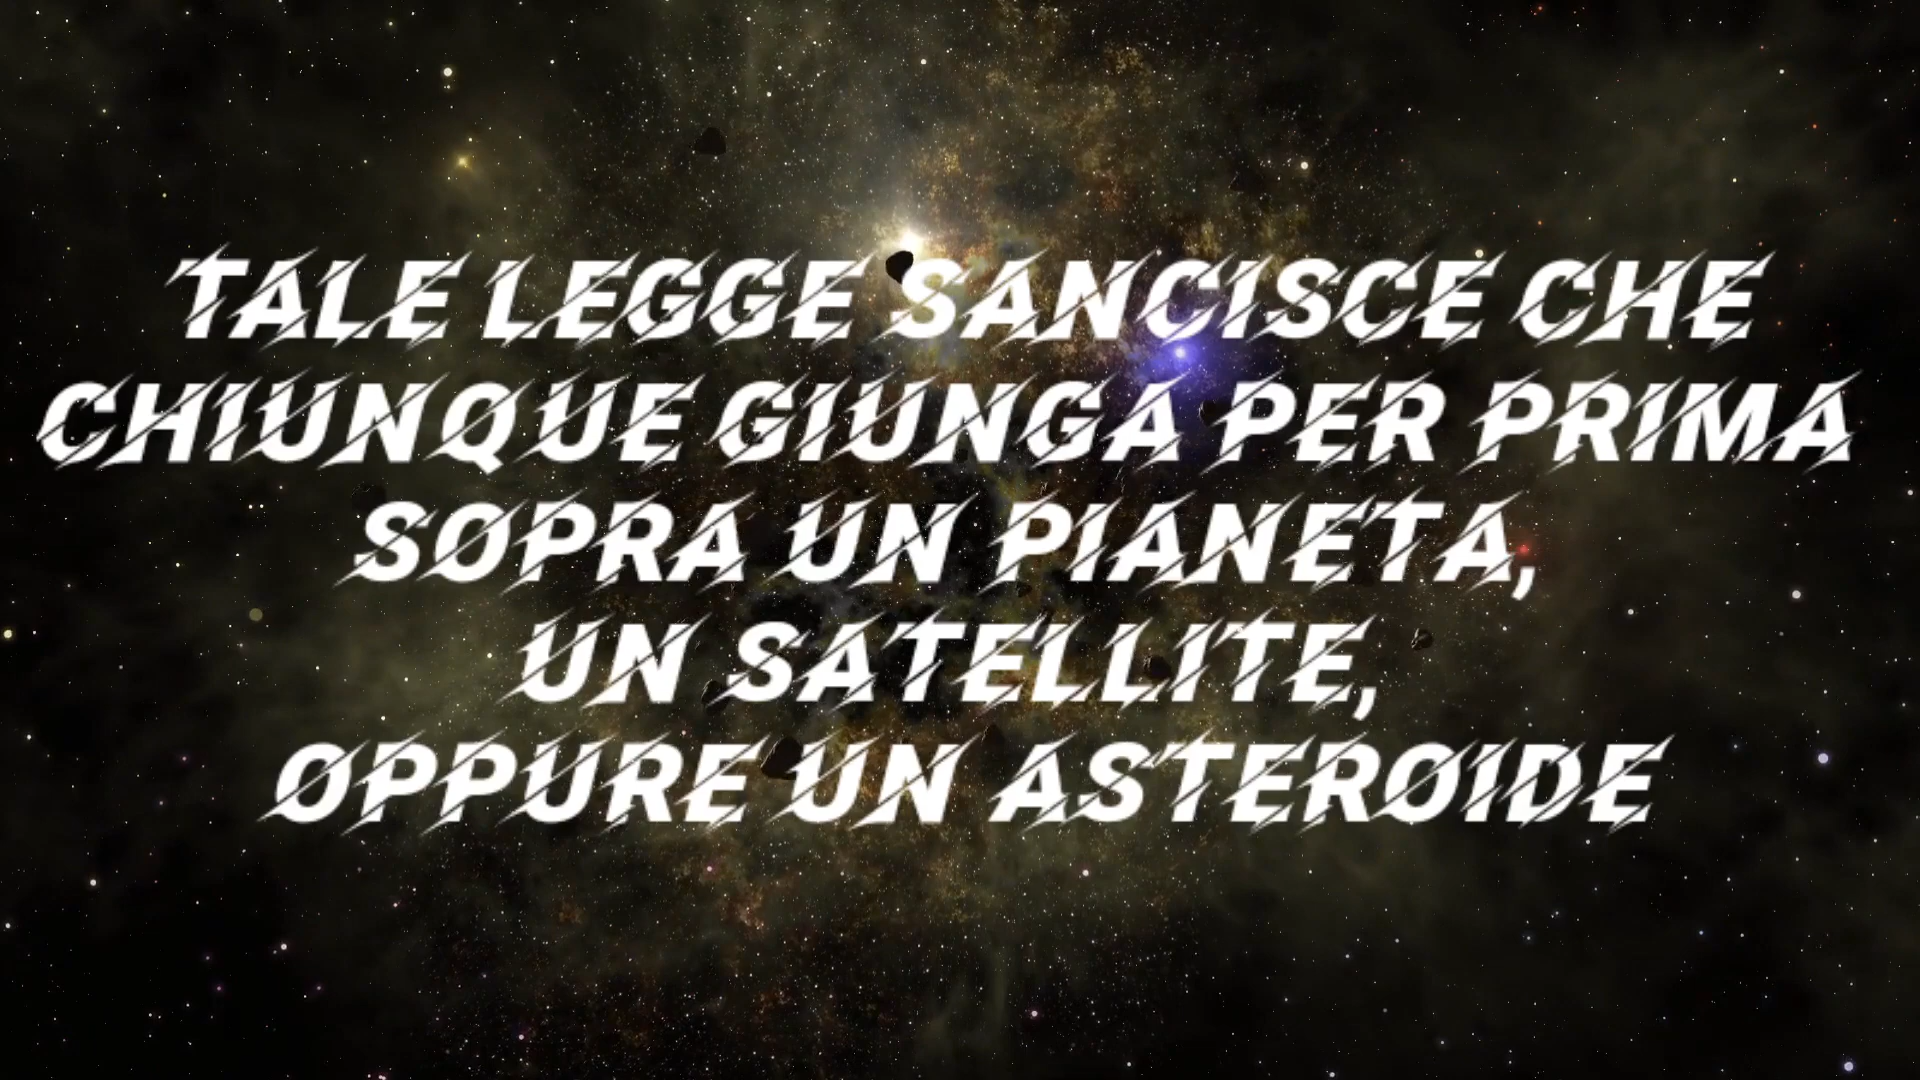 TALE LEGGE SANCISCE CHE
CHIUNQUE GIUNGA PER PRIMA
SOPRA UN PIANETA,
UN SATELLITE,
OPPURE UN ASTEROIDE